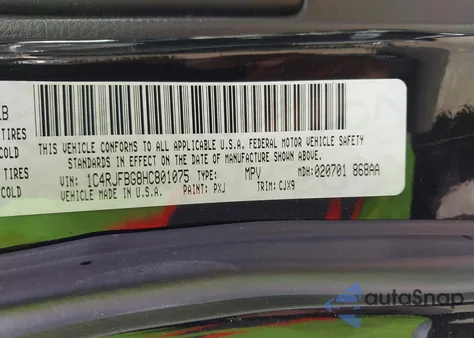 LB
TIRES
COLD
TIRES
COLD
THIS VEHICLE CONFORMS TO ALL APPLICABLE U.S.A. FEDERAL MOTOR VEHICLE SAFETY
STANDARDS IN EFFECT ON THE DATE OF MANUFACTURE SHOWN ABOVE.
VIN: 1C4RJFBG8HC801075 TYPE: MPV MDH:020701 868AA
VEHICLE MADE IN U.S.A. PAINT: PXJ TRIM: CJX9
autoSnap